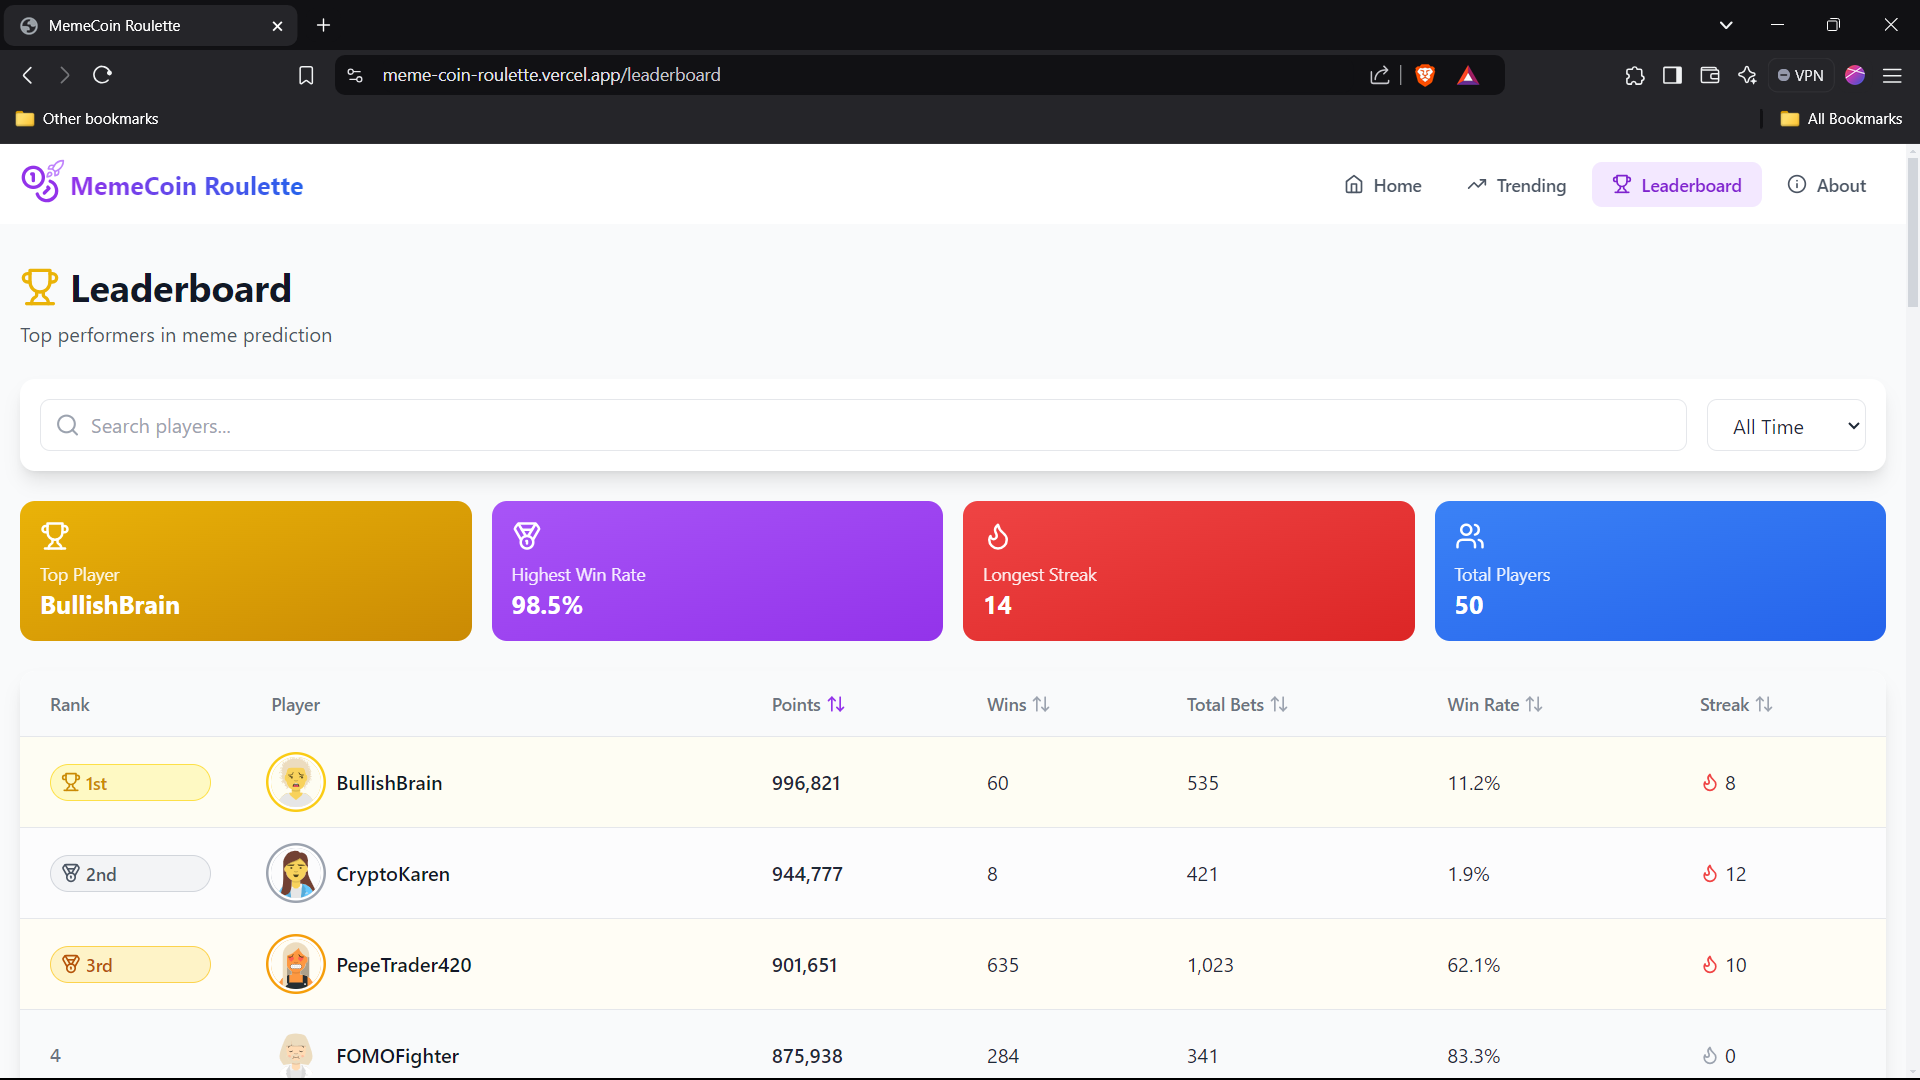 MemeCoin Roulette
meme-coin-roulette.vercel.app/leaderboard
VPN
Other bookmarks
All Bookmarks
MemeCoin Roulette
Home
Trending
Leaderboard
About
Leaderboard
Top performers in meme prediction
Search players...
All Time
Top Player
BullishBrain
Highest Win Rate
98.5%
Longest Streak
14
Total Players
50
Rank Player Points Wins Total Bets Win Rate Streak
1st BullishBrain 996,821 60 535 11.2% 8
2nd CryptoKaren 944,777 8 421 1.9% 12
3rd PepeTrader420 901,651 635 1,023 62.1% 10
4 FOMOFighter 875,938 284 341 83.3% 0